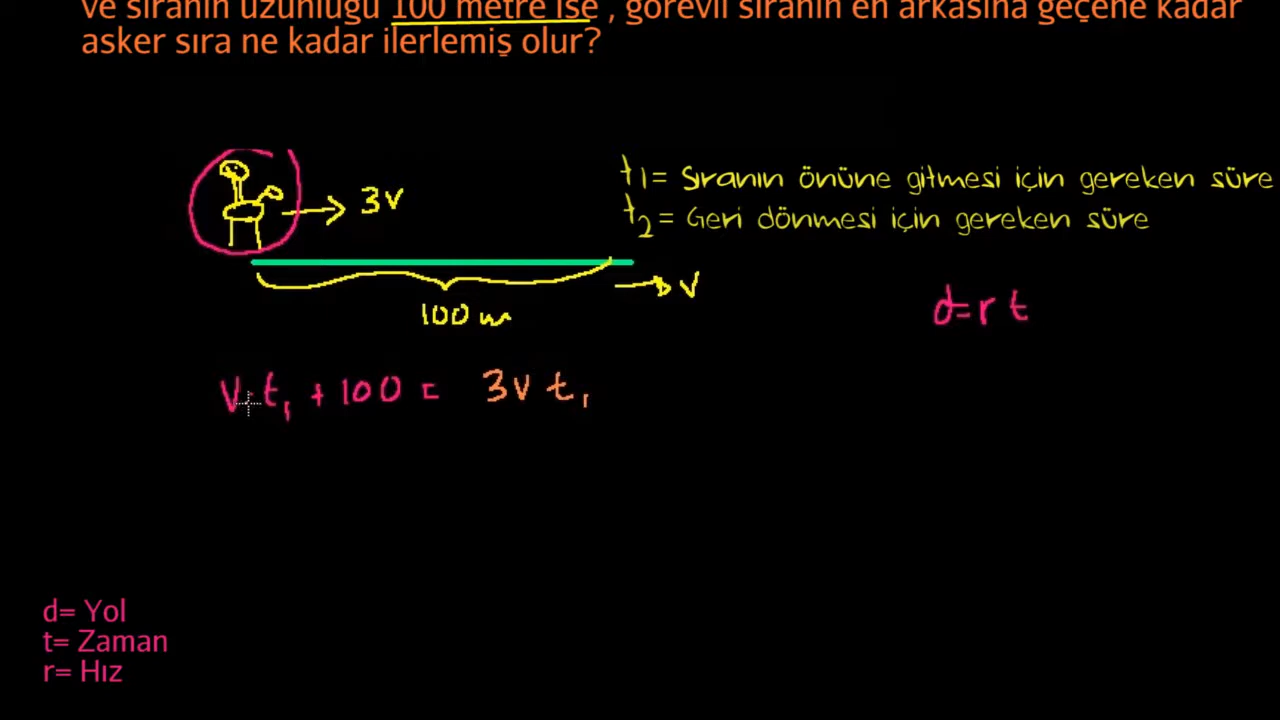 ve sıranın uzunluğu 100 metre ise , görevli sıranın en arkasına geçene kadar
asker sıra ne kadar ilerlemiş olur?
3v
t1= Sıranın önüne gitmesi için gereken süre
t2= Geri dönmesi için gereken süre
v
100 m
d=r t
v·t1 + 100 = 3v t1
d= Yol
t= Zaman
r= Hız